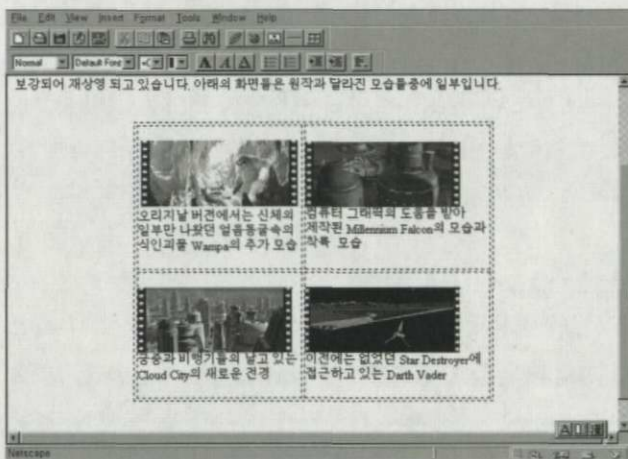 File Edit View Insert Format Tools Window Help
Normal Default Font
보강되어 재상영 되고 있습니다. 아래의 화면들은 원작과 달라진 모습들중에 일부입니다.
오리지날 버전에서는 신체의
일부만 나왔던 얼음동굴속의
식인괴물 Wampa의 추가 모습
컴퓨터 그래픽의 도움을 받아
제작된 Millennium Falcon의 모습과
착륙 모습
궁중과 비행기들의 날고 있는
Cloud City의 새로운 전경
이전에는 없었던 Star Destroyer에
접근하고 있는 Darth Vader
Netscape